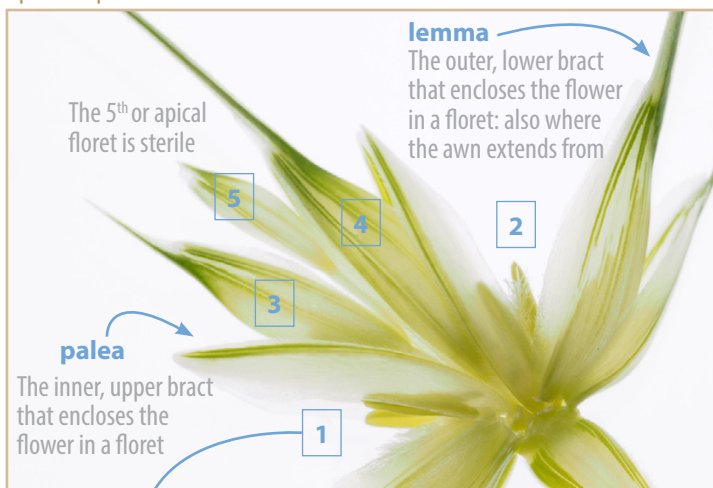 lemma
The outer, lower bract
that encloses the flower
in a floret: also where
the awn extends from
The 5th or apical
floret is sterile
5
4
2
3
palea
The inner, upper bract
that encloses the
flower in a floret
1